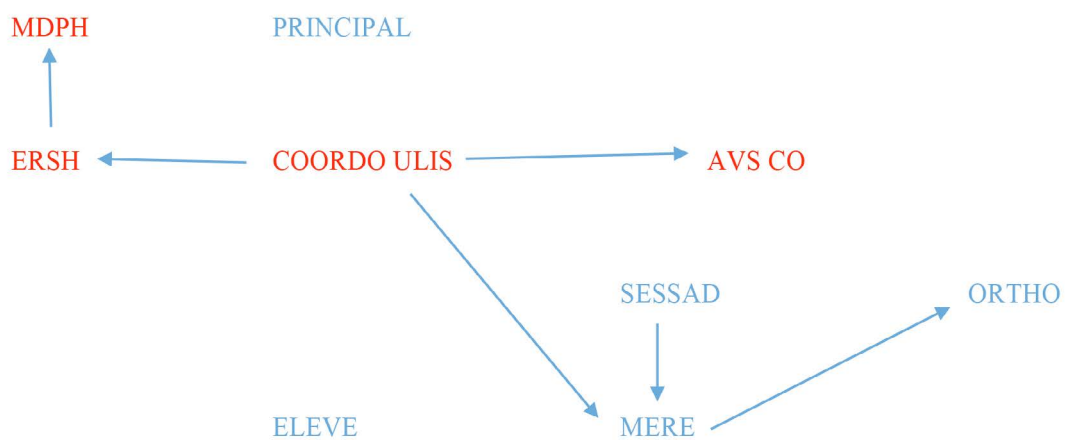 MDPH PRINCIPAL
ERSH COORDO ULIS AVS CO
SESSAD ORTHO
ELEVE MERE